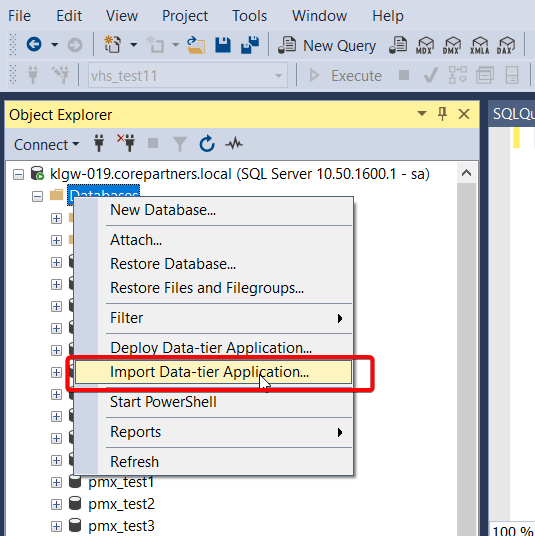 File Edit View Project Tools Window Help
New Query MDX DMX XMLA DAX
vhs_test11 Execute
Object Explorer
SQLQu
Connect
klgw-019.corepartners.local (SQL Server 10.50.1600.1 - sa)
Databases
New Database...
Attach...
Restore Database...
Restore Files and Filegroups...
Filter
Deploy Data-tier Application...
Import Data-tier Application...
Start PowerShell
Reports
Refresh
pmx_test1
pmx_test2
pmx_test3
100 %